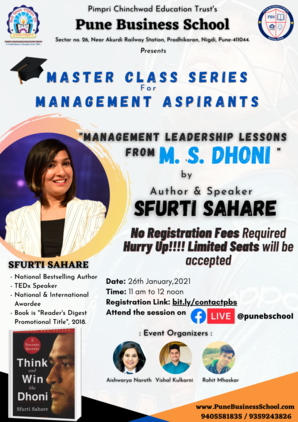 Pimpri Chinchwad Education Trust's
Pune Business School
Sector no. 26, Near Akurdi Railway Station, Pradhikaran, Nigdi, Pune-411044.
Presents
MASTER CLASS SERIES
For
MANAGEMENT ASPIRANTS
"MANAGEMENT LEADERSHIP LESSONS
FROM M. S. DHONI "
by
Author & Speaker
SFURTI SAHARE
No Registration Fees Required
Hurry Up!!!! Limited Seats will be
accepted
SFURTI SAHARE
- National Bestselling Author
- TEDx Speaker
- National & International
Awardee
- Book is "Reader's Digest
Promotional Title", 2018.
Date: 26th January,2021
Time: 11 am to 12 noon
Registration Link: bit.ly/contactpbs
Attend the session on f LIVE @punebschool
: Event Organizers :
Aishwarya Narath Vishal Kulkarni Rohit Mhaskar
Think
and Win
like
Dhoni
Sfurti Sahare
www.PuneBusinessSchool.com
9405581835 / 9359243826